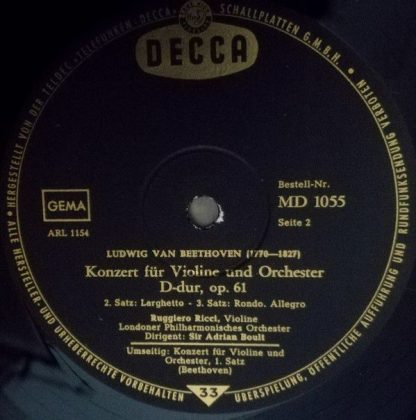 HERGESTELLT VON DER TELDEC »TELEFUNKEN-DECCA« SCHALLPLATTEN G.M.B.H.
DECCA
Bestell-Nr.
MD 1055
Seite 2
GEMA
ARL 1154
LUDWIG VAN BEETHOVEN (1770—1827)
Konzert für Violine und Orchester
D-dur, op. 61
2. Satz: Larghetto - 3. Satz: Rondo. Allegro
Ruggiero Ricci, Violine
Londoner Philharmonisches Orchester
Dirigent: Sir Adrian Boult
Umseitig: Konzert für Violine und
Orchester, 1. Satz
(Beethoven)
33
ALLE HERSTELLER- UND URHEBERRECHTE VORBEHALTEN
ÜBERSPIELUNG, ÖFFENTLICHE AUFFÜHRUNG UND RUNDFUNKSENDUNG VERBOTEN